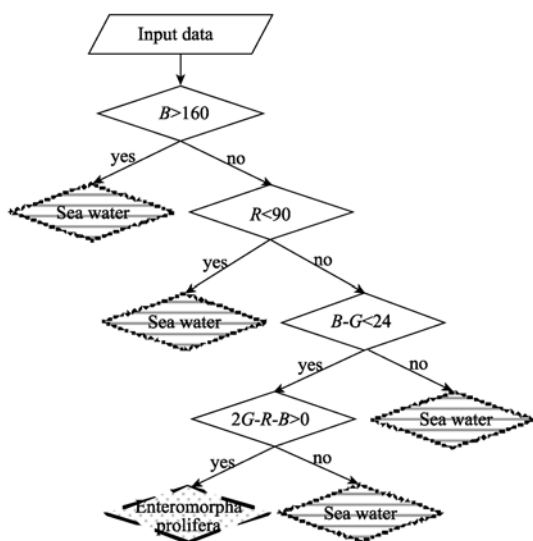 Input data
B>160
yes
no
Sea water
R<90
yes
no
Sea water
B-G<24
yes
no
2G-R-B>0
Sea water
yes
no
Enteromorpha
prolifera
Sea water